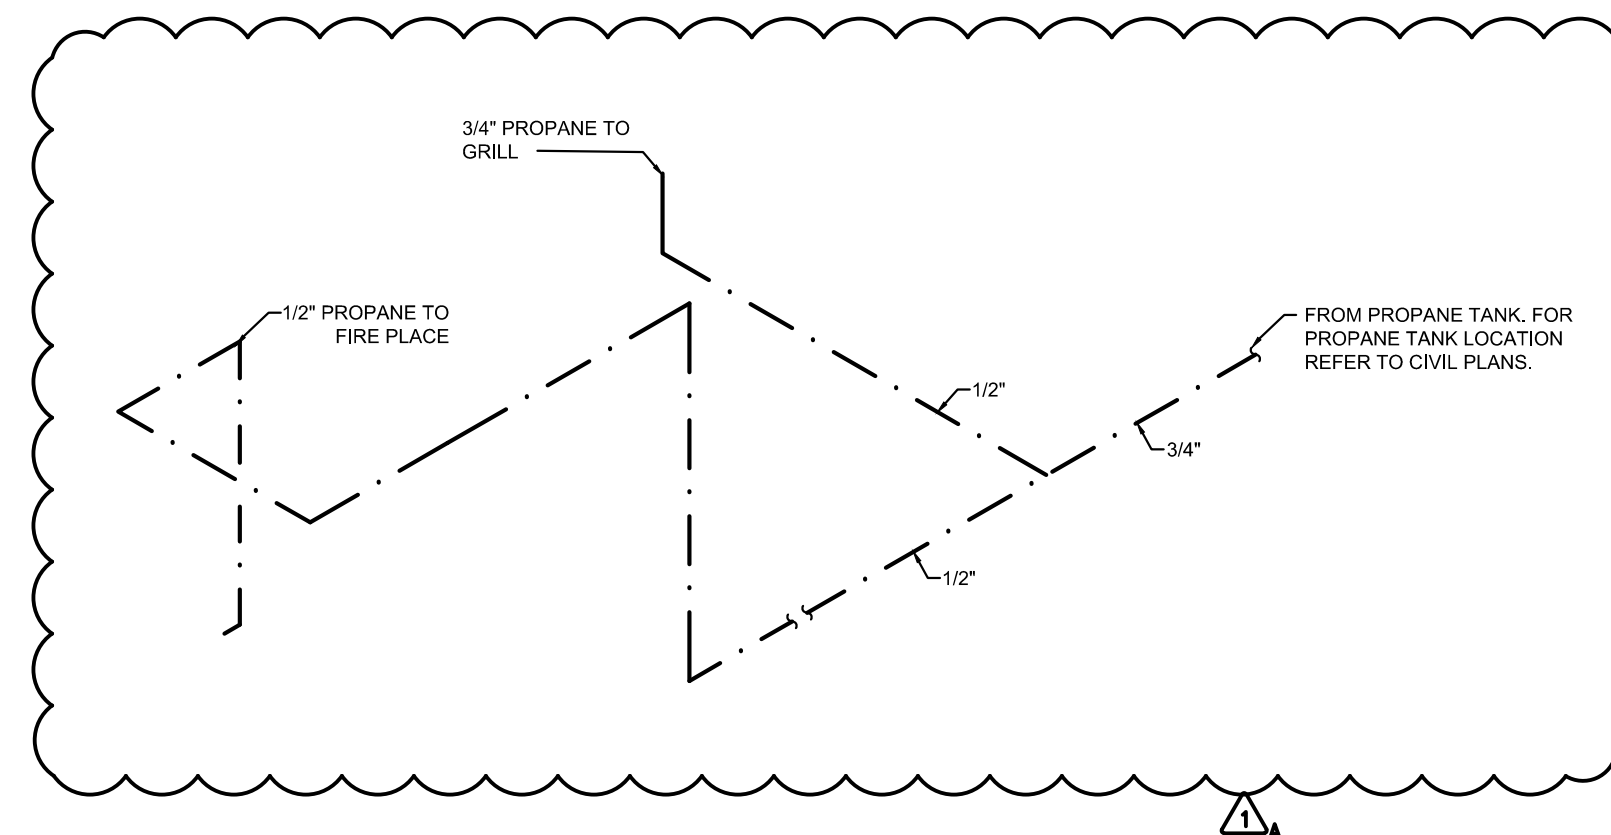 3/4" PROPANE TO
GRILL
1/2" PROPANE TO
FIRE PLACE
FROM PROPANE TANK. FOR
PROPANE TANK LOCATION
REFER TO CIVIL PLANS.
1/2"
3/4"
1/2"
1